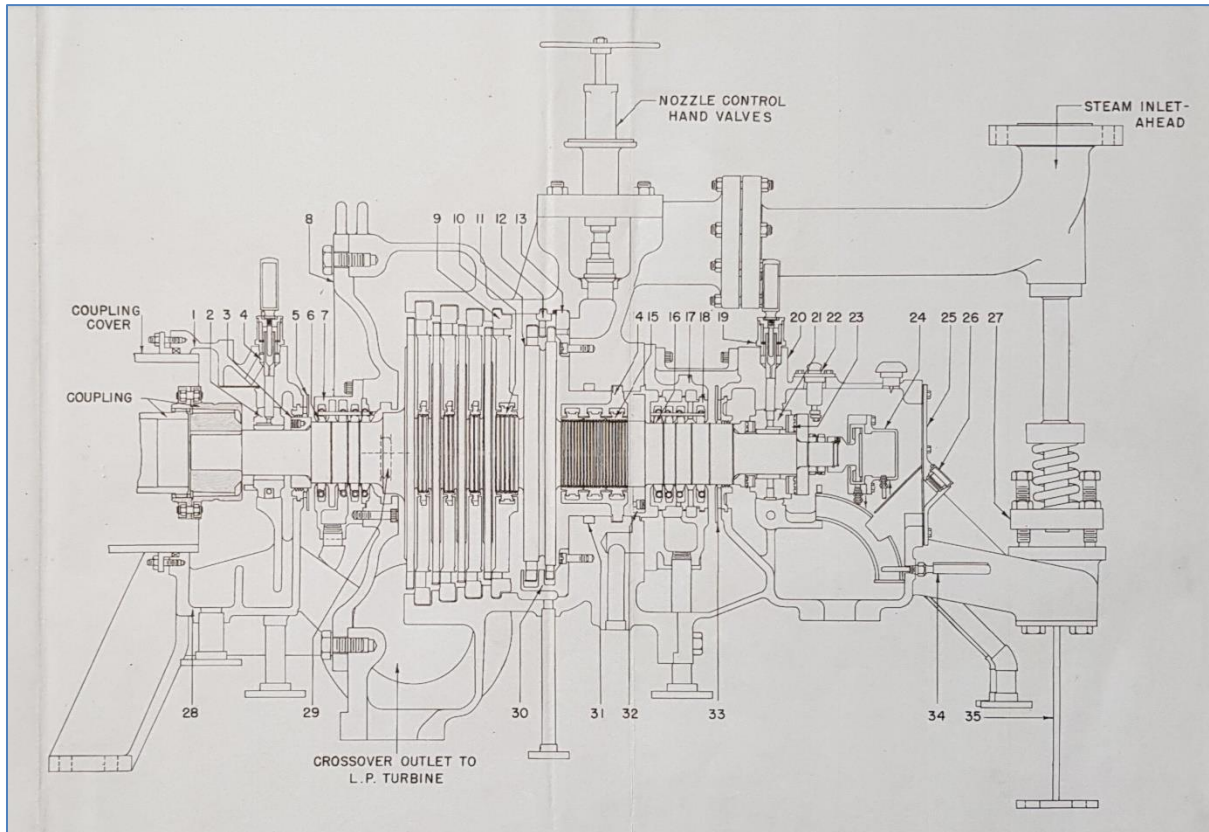 NOZZLE CONTROL
HAND VALVES
STEAM INLET-
AHEAD
8
9 10 11 12 13
COUPLING
COVER
1 2 3 4 5 6 7
4 15 16 17 18 19 20 21 22 23 24 25 26 27
COUPLING
28 29 30 31 32 33 34 35
CROSSOVER OUTLET TO
L.P. TURBINE